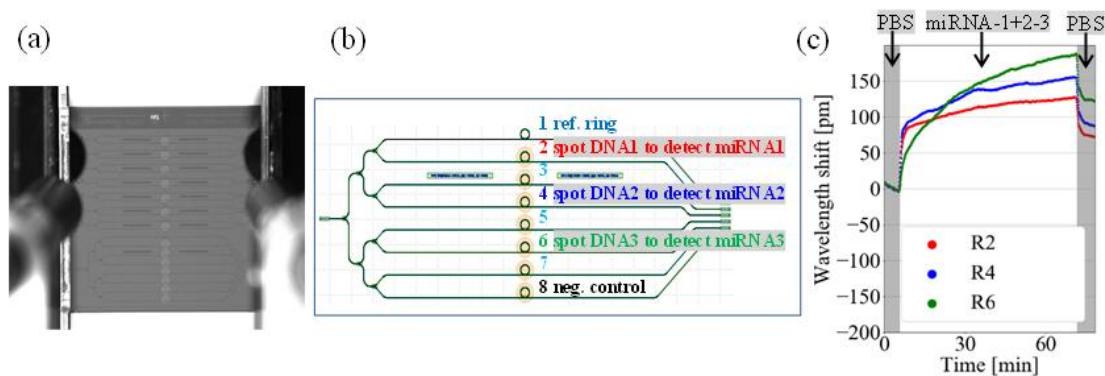 (a)
(b)
1 ref. ring
2 spot DNA1 to detect miRNA1
3
4 spot DNA2 to detect miRNA2
5
6 spot DNA3 to detect miRNA3
7
8 neg. control
(c)
PBS miRNA-1+2-3 PBS
Wavelength shift [pm]
150
100
50
0
−50
−100
−150
−200
R2
R4
R6
0 30 60
Time [min]